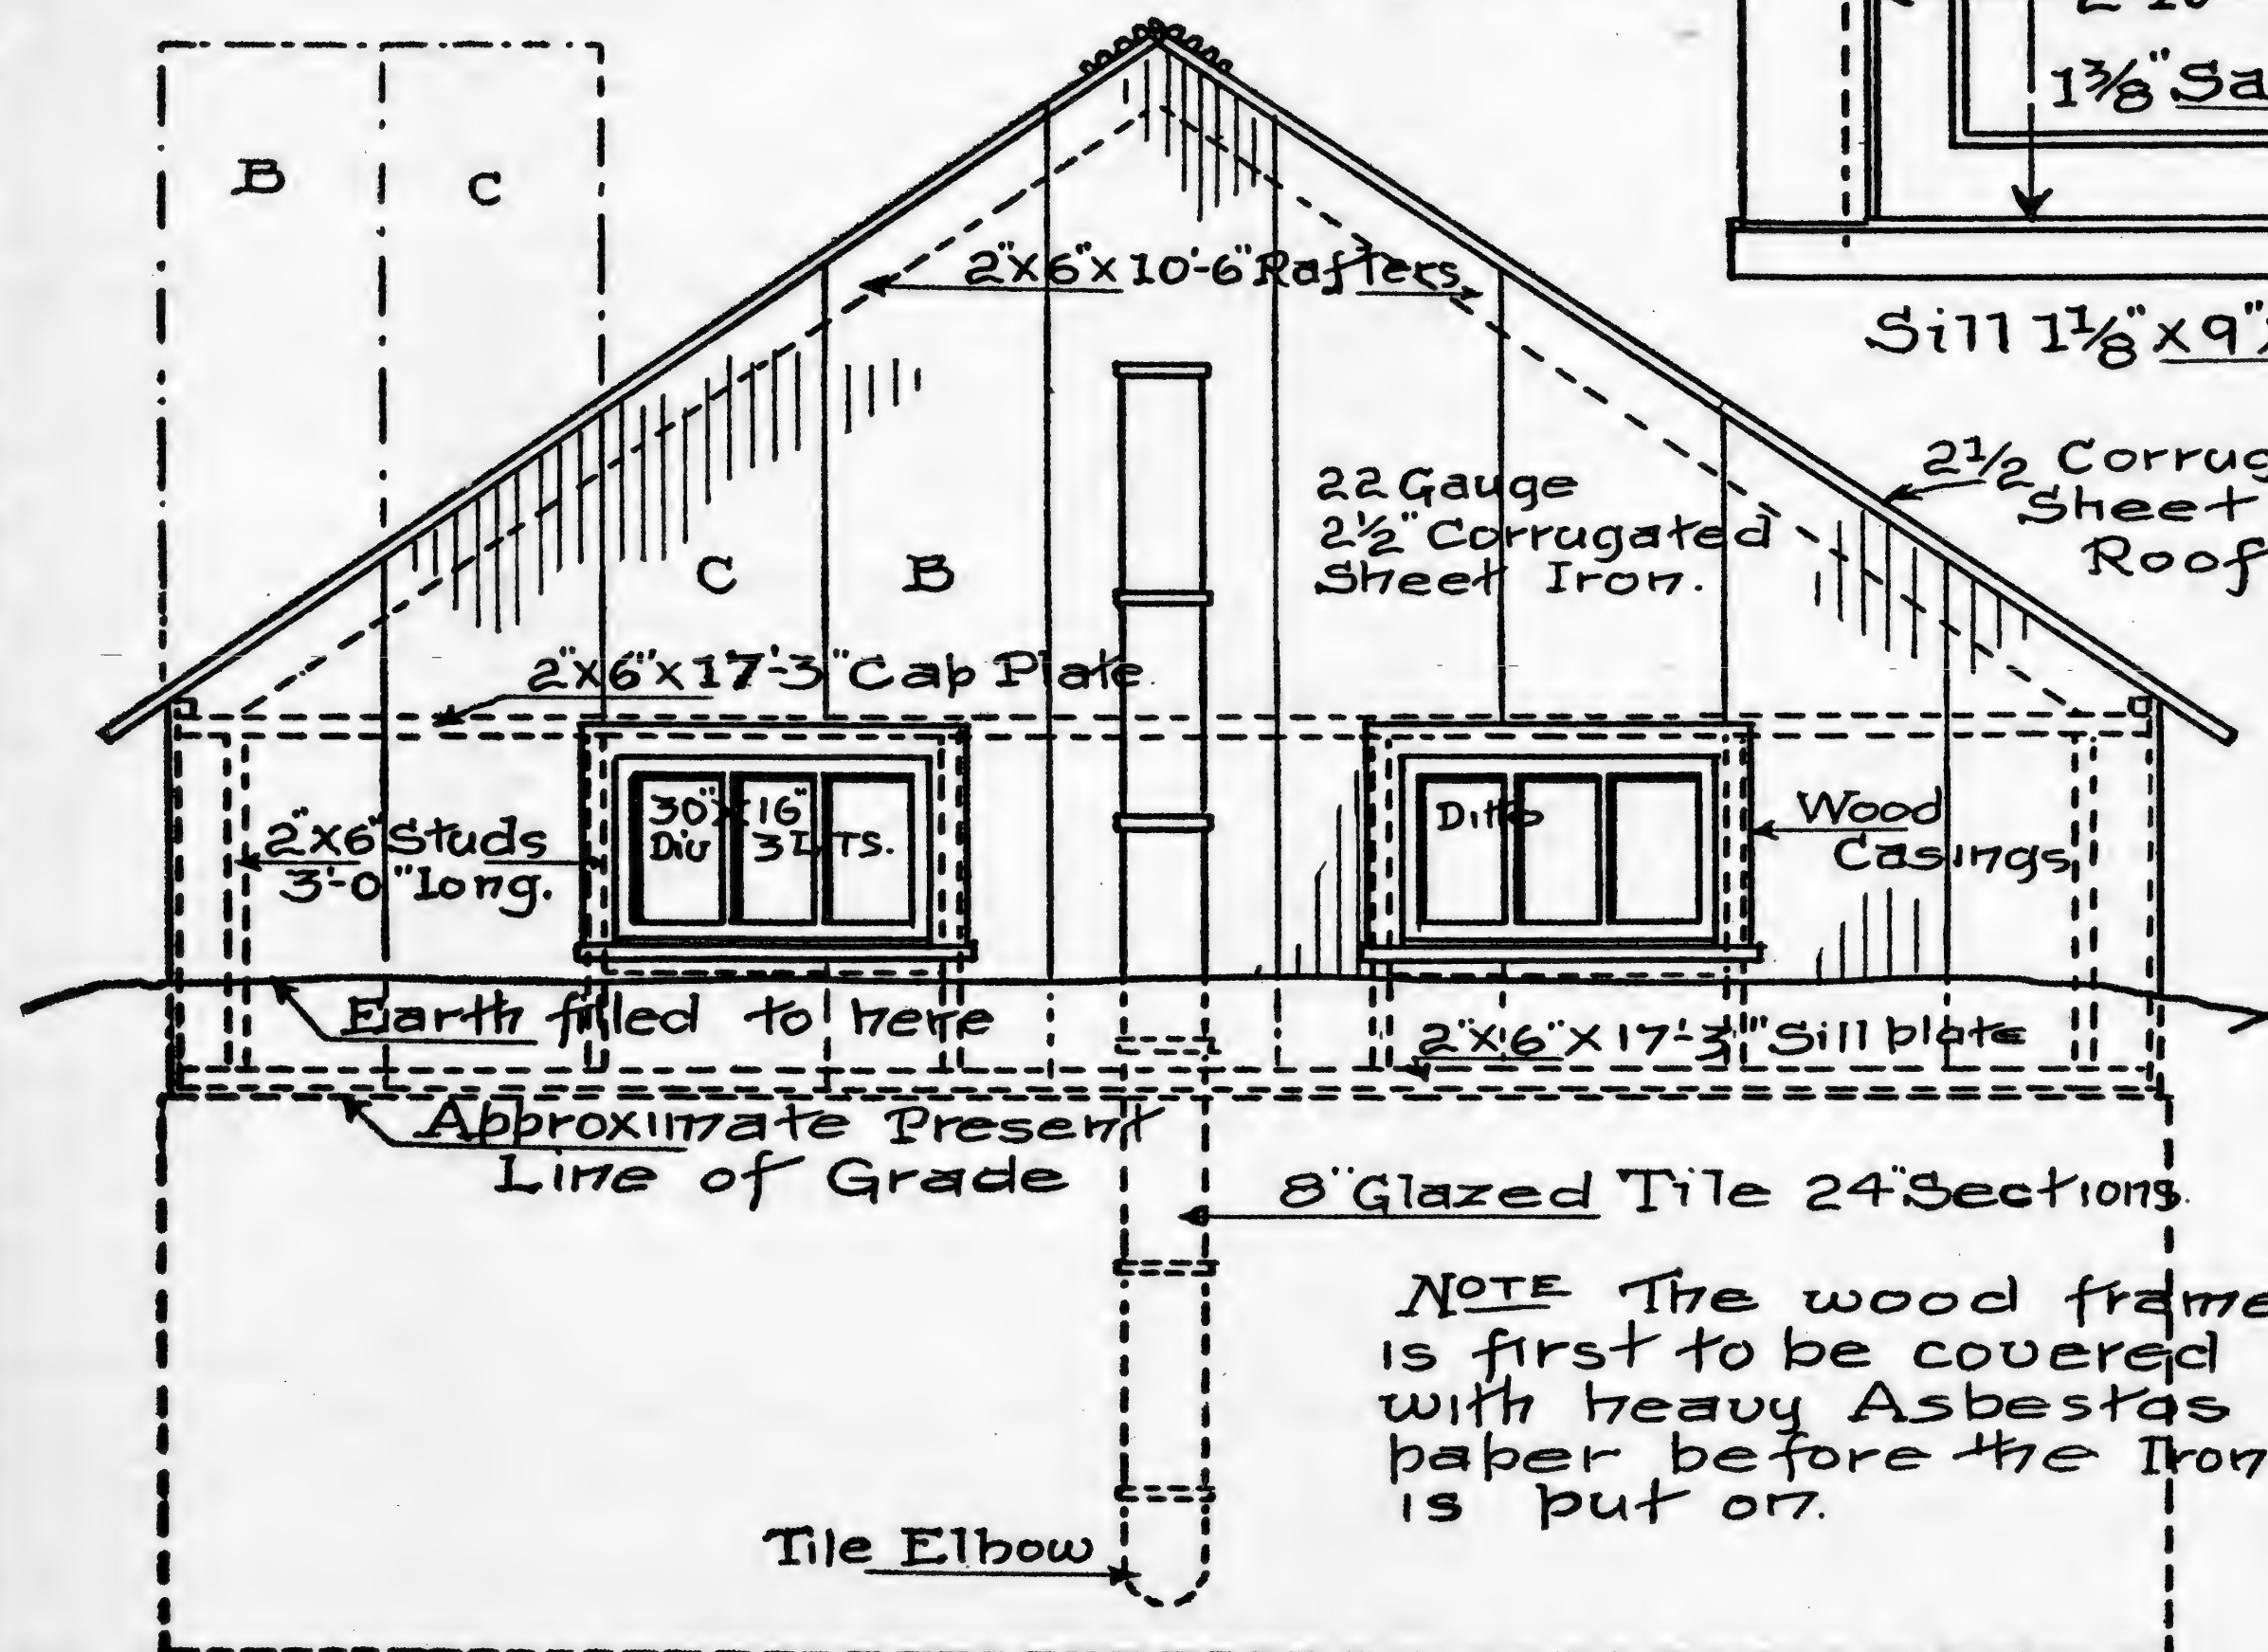 1⅜" Sa
B
C
2"x6"x10'-6" Rafters
Sill 1⅛" x 9"
2½ Corrug
Sheet
Roof
22 Gauge
2½" Corrugated
Sheet Iron.
C
B
2"x6"x17'-3" Cap Plate
30"x16"
Div 3 LTS.
Ditto
Wood
Casings
2"x6" Studs
3'-0" long.
Earth filled to here
2"x6"x17'-3" Sill plate
Approximate Present
Line of Grade
8" Glazed Tile 24" Sections.
NOTE The wood frame
is first to be covered
with heavy Asbestas
paper before the Iron
is put on.
Tile Elbow